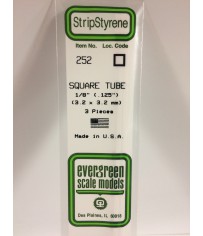 StripStyrene
Item No. Loc. Code
252
SQUARE TUBE
1/8" (.125")
(3.2 x 3.2 mm)
3 Pieces
Made in U.S.A.
evergreen
scale models
Des Plaines, IL 60018